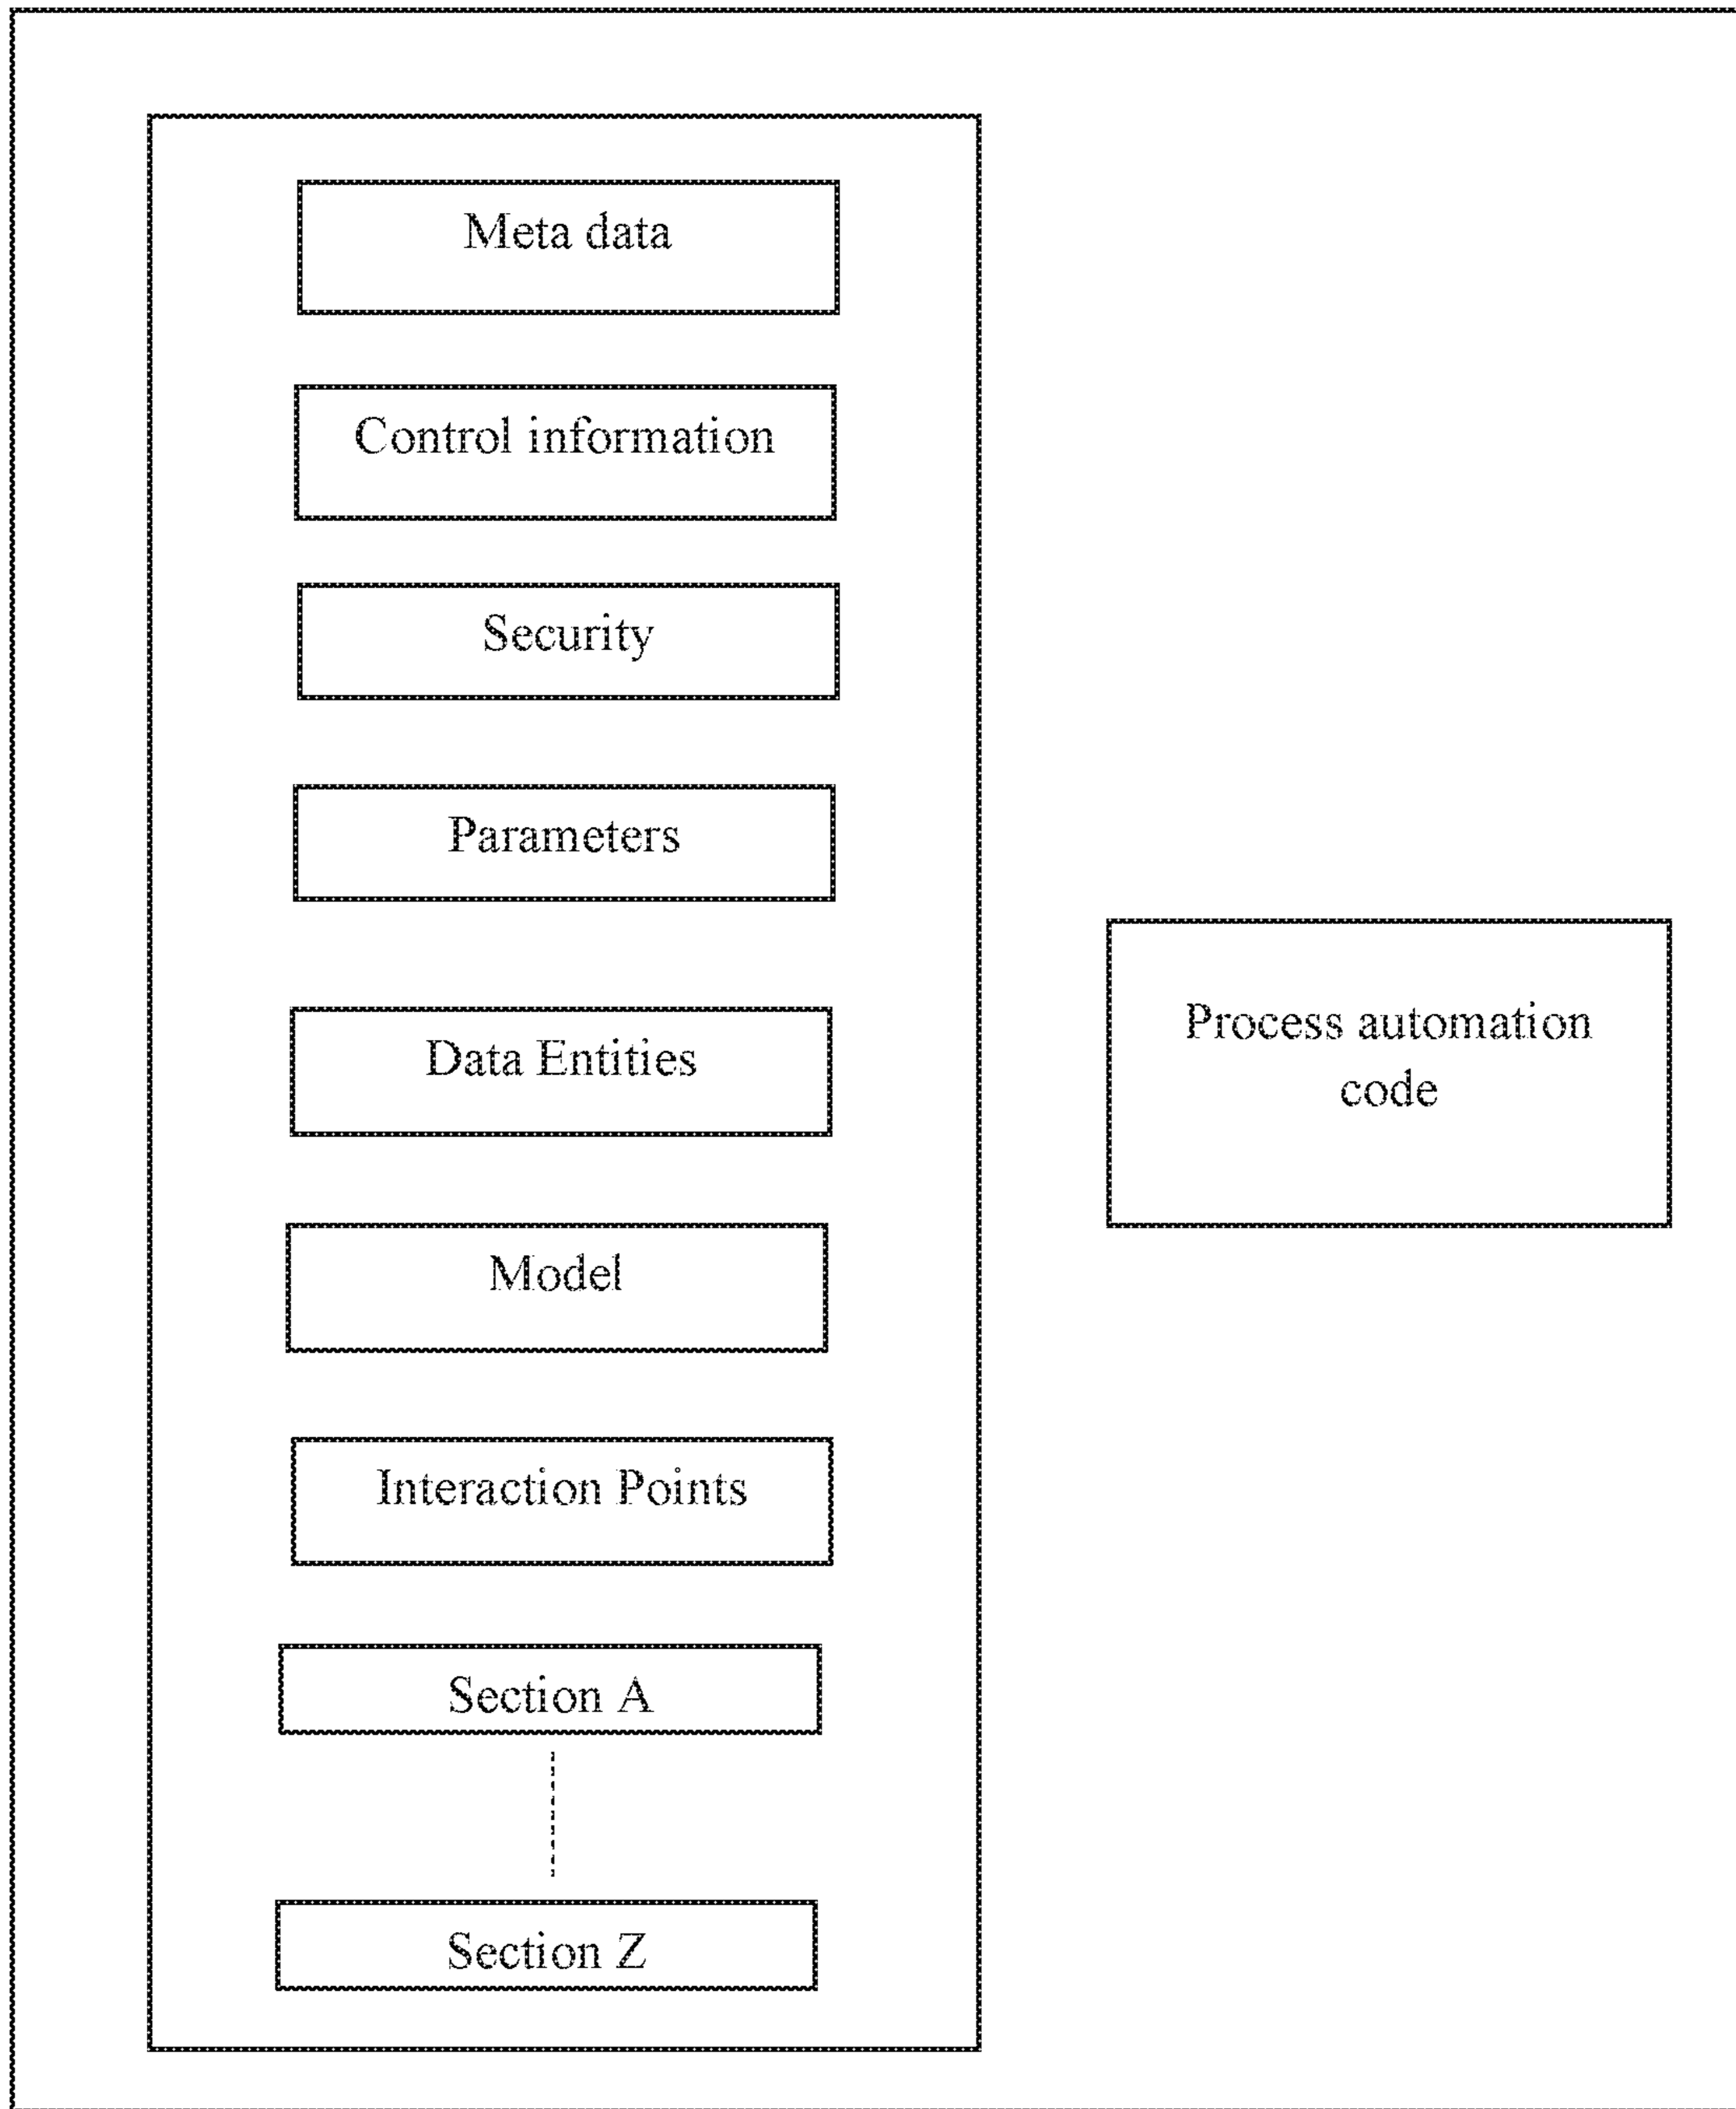 Meta data
Control information
Security
Parameters
Data Entities
Model
Interaction Points
Section A
Section Z
Process automation
code